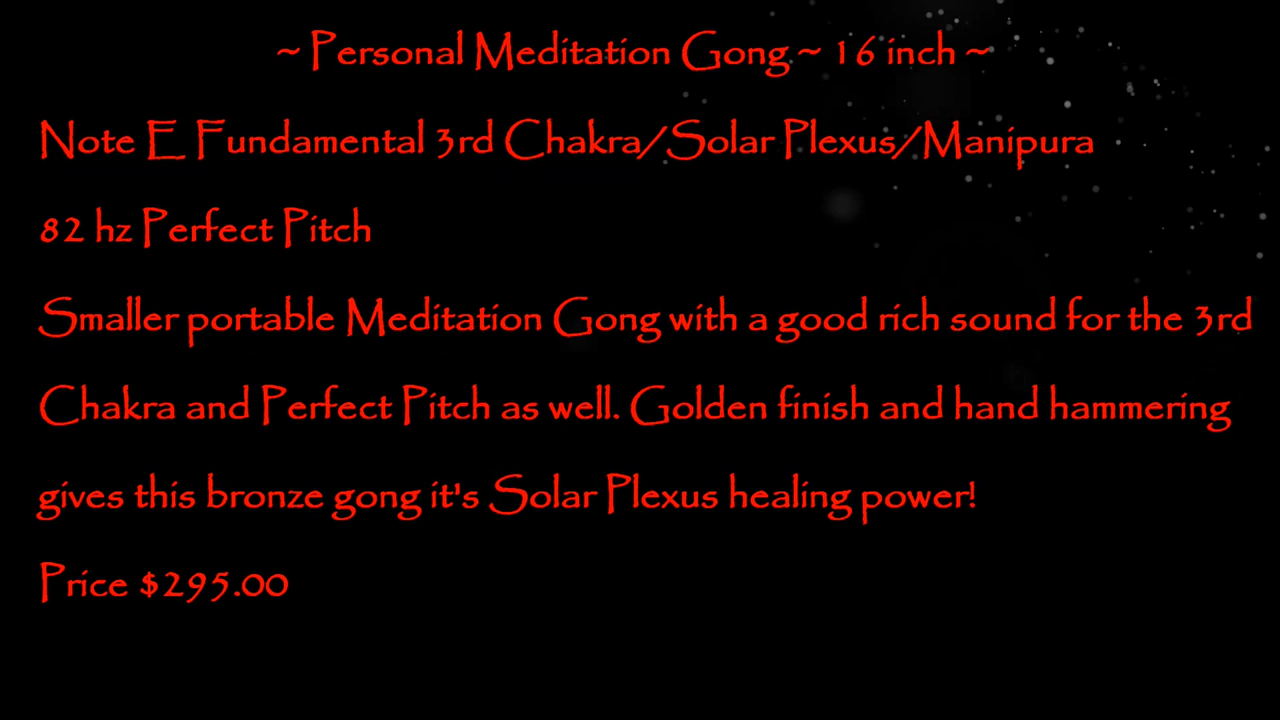 ~ Personal Meditation Gong ~ 16 inch ~
Note E Fundamental 3rd Chakra/Solar Plexus/Manipura
82 hz Perfect Pitch
Smaller portable Meditation Gong with a good rich sound for the 3rd
Chakra and Perfect Pitch as well. Golden finish and hand hammering
gives this bronze gong it's Solar Plexus healing power!
Price $295.00